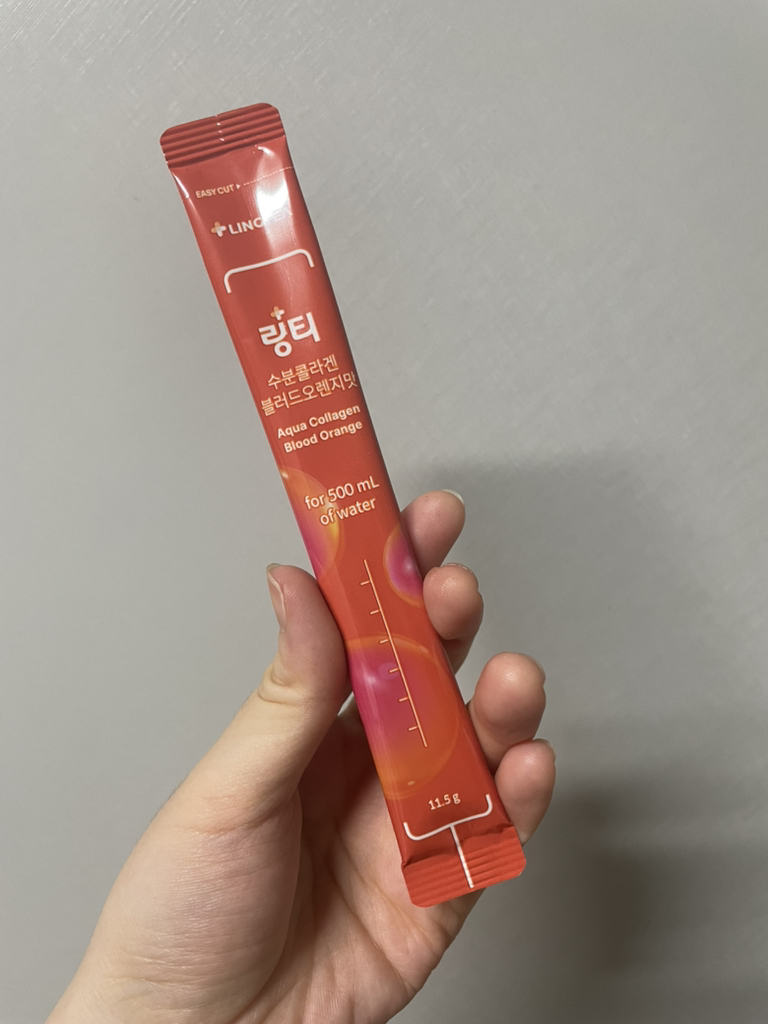 EASY CUT
링티
수분콜라겐
블러드오렌지맛
Aqua Collagen
Blood Orange
for 500 mL
of water
11.5 g